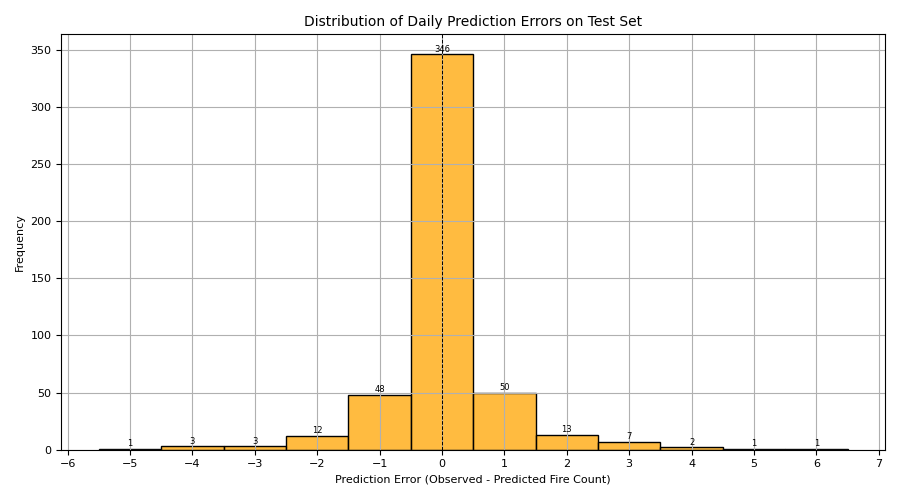 Distribution of Daily Prediction Errors on Test Set
Frequency
350
300
250
200
150
100
50
0
1 3 3 12 48 346 50 13 7 2 1 1
−6 −5 −4 −3 −2 −1 0 1 2 3 4 5 6 7
Prediction Error (Observed - Predicted Fire Count)